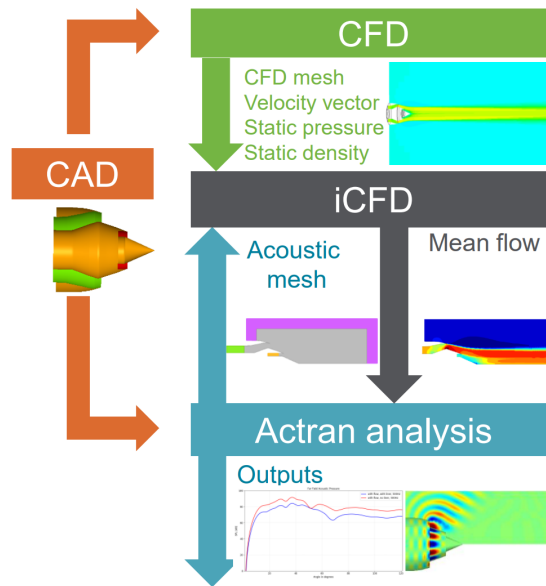 CFD
CFD mesh
Velocity vector
Static pressure
Static density
CAD
iCFD
Acoustic
mesh
Mean flow
Actran analysis
Outputs